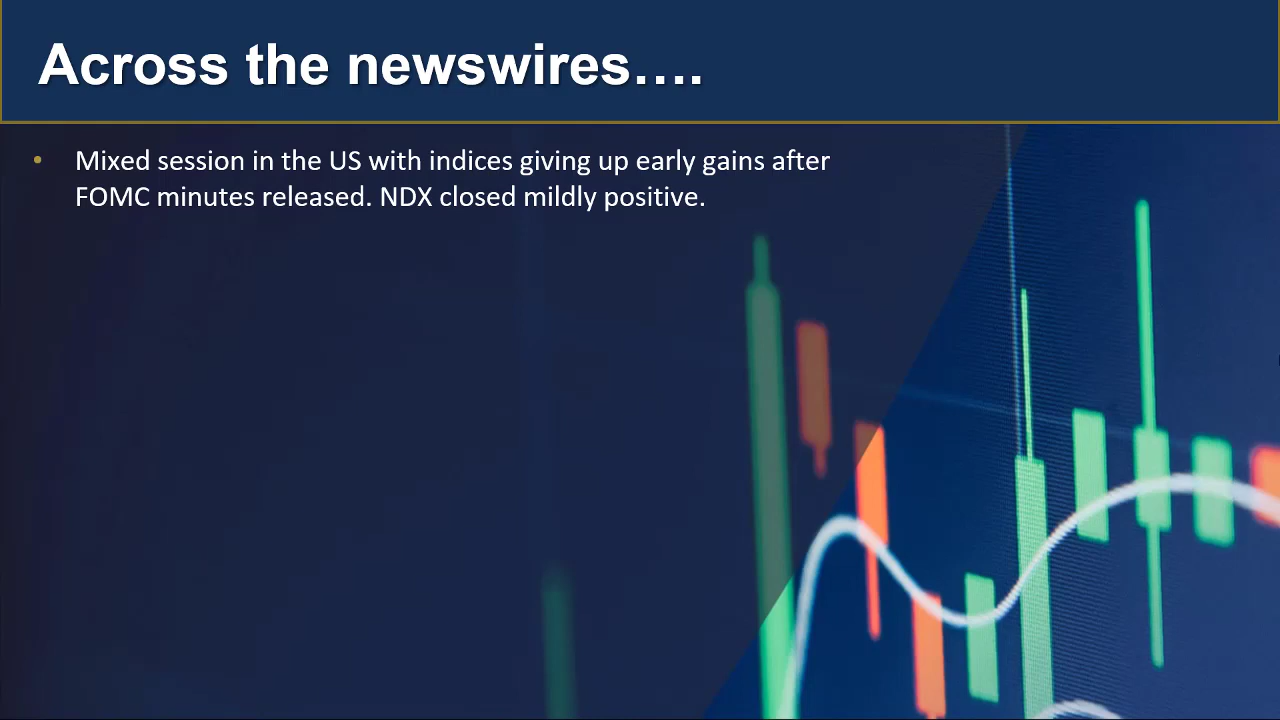 Across the newswires….
• Mixed session in the US with indices giving up early gains after
FOMC minutes released. NDX closed mildly positive.